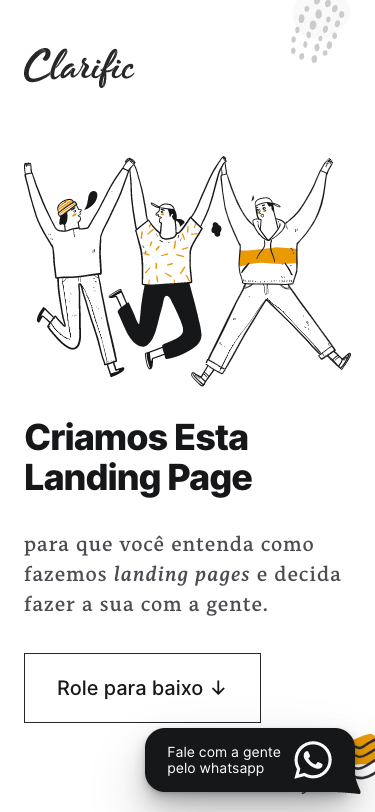 Clarific
Criamos Esta
Landing Page
para que você entenda como
fazemos landing pages e decida
fazer a sua com a gente.
Role para baixo ↓
Fale com a gente
pelo whatsapp